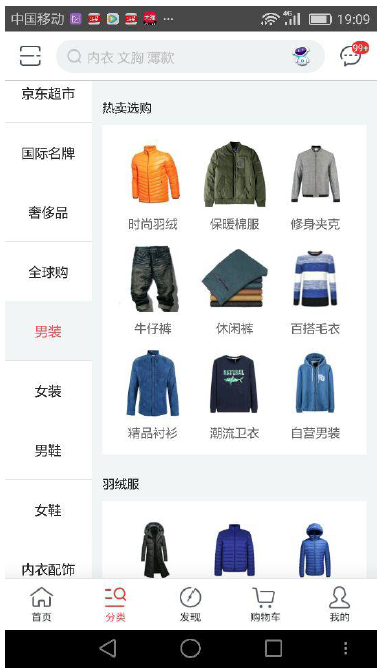 中国移动 4G 19:09
内衣 文胸 薄款 99+
京东超市
国际名牌
奢侈品
全球购
男装
女装
男鞋
女鞋
内衣配饰
热卖选购
时尚羽绒 保暖棉服 修身夹克
牛仔裤 休闲裤 百搭毛衣
NATURAL
精品衬衫 潮流卫衣 自营男装
羽绒服
首页 分类 发现 购物车 我的